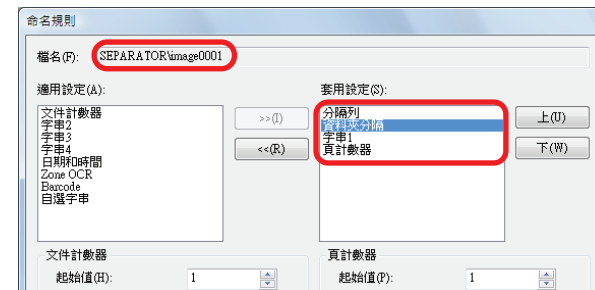 命名規則
檔名(F): SEPARATOR\image0001
適用設定(A): 套用設定(S):
文件計數器
字串2
字串3
字串4
日期和時間
Zone OCR
Barcode
自選字串
>>(I)
<<(R)
分隔列
資料夾分隔
字串1
頁計數器
上(U)
下(W)
文件計數器 頁計數器
起始值(H): 1 起始值(P): 1